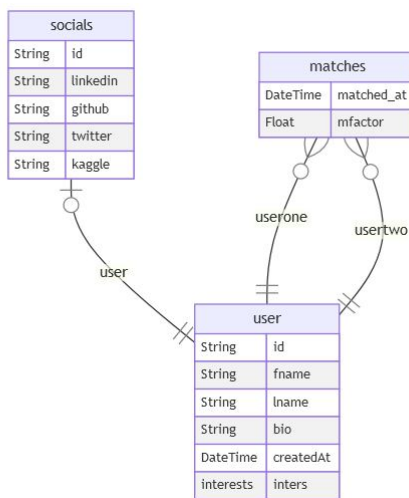 socials
String id
String linkedin
String github
String twitter
String kaggle
matches
DateTime matched_at
Float mfactor
userone
usertwo
user
user
String id
String fname
String lname
String bio
DateTime createdAt
interests inters